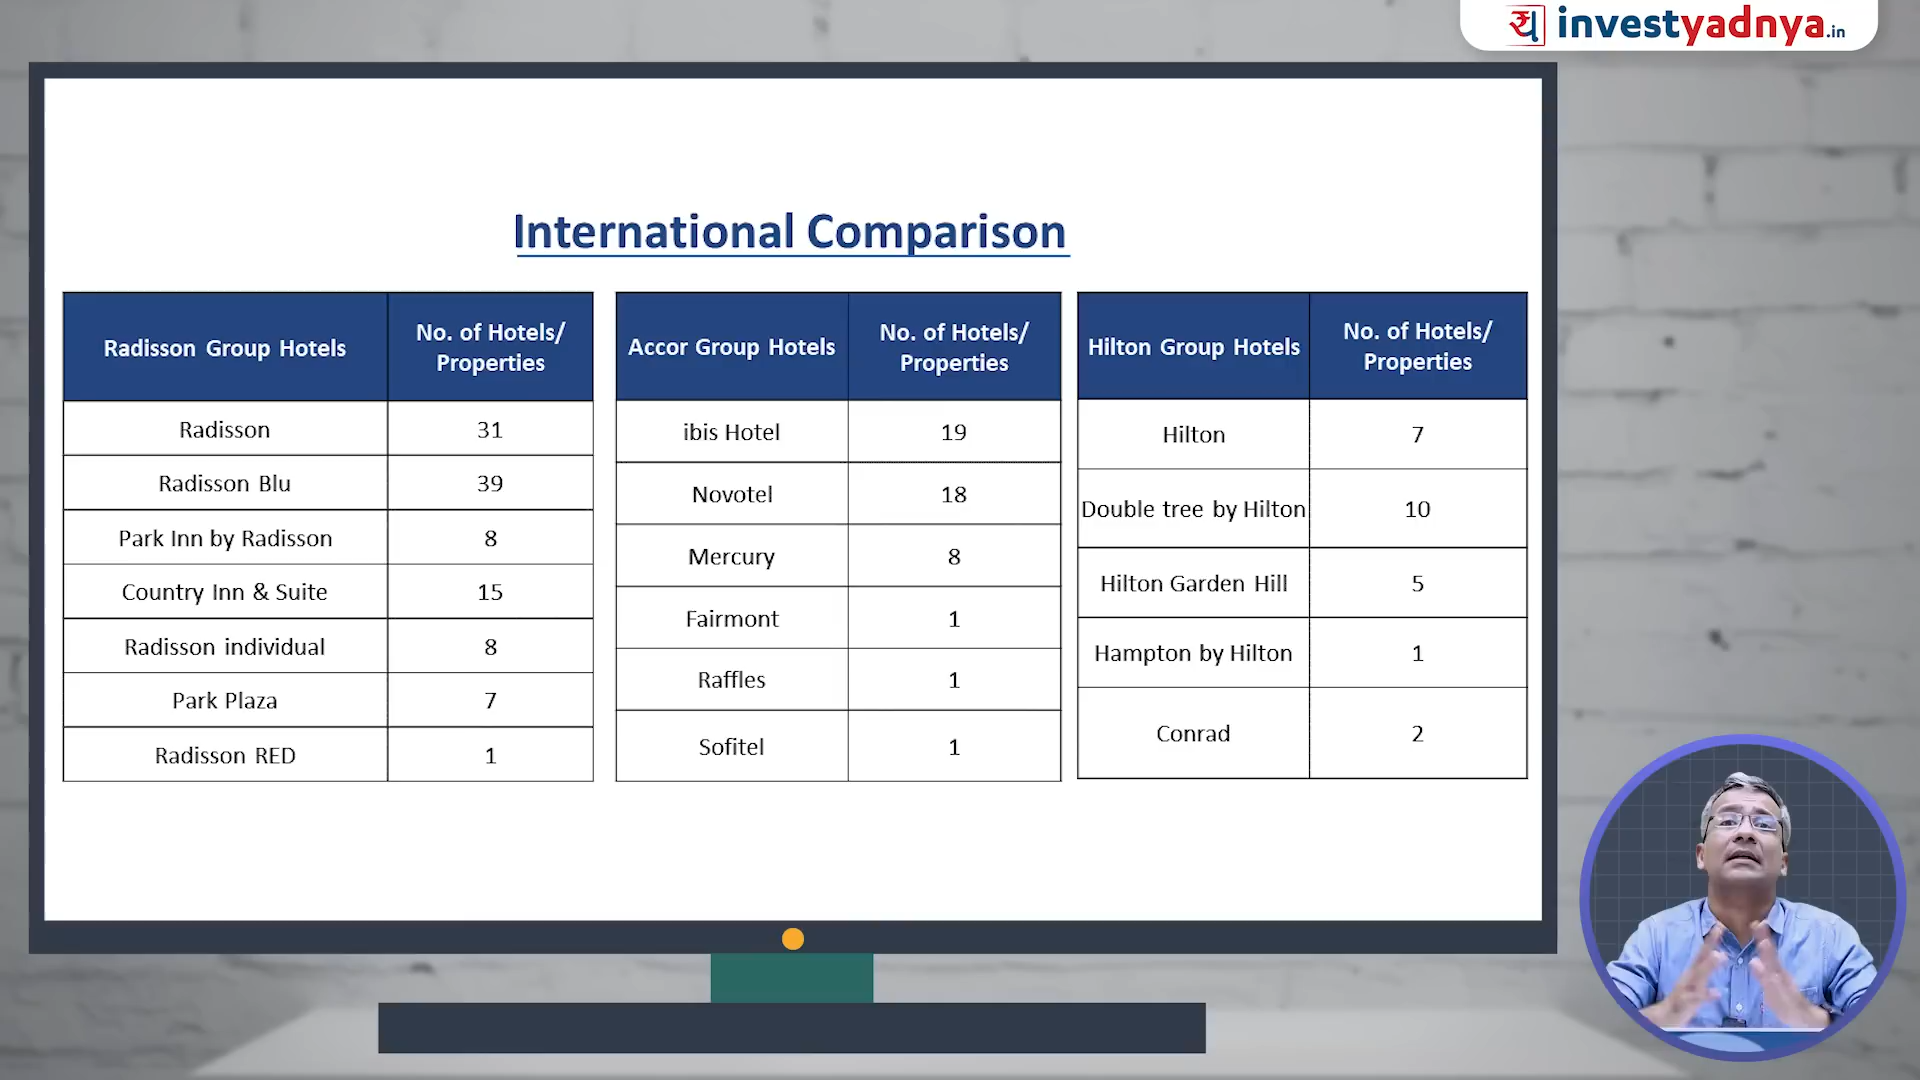 investyadnya.in
International Comparison
Radisson Group Hotels
No. of Hotels/
Properties
Radisson 31
Radisson Blu 39
Park Inn by Radisson 8
Country Inn & Suite 15
Radisson individual 8
Park Plaza 7
Radisson RED 1
Accor Group Hotels
No. of Hotels/
Properties
ibis Hotel 19
Novotel 18
Mercury 8
Fairmont 1
Raffles 1
Sofitel 1
Hilton Group Hotels
No. of Hotels/
Properties
Hilton 7
Double tree by Hilton 10
Hilton Garden Hill 5
Hampton by Hilton 1
Conrad 2